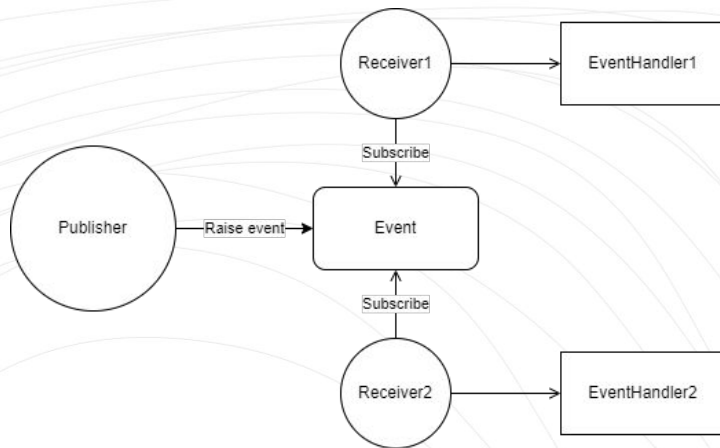 Receiver1
EventHandler1
Subscribe
Publisher
Raise event
Event
Subscribe
Receiver2
EventHandler2